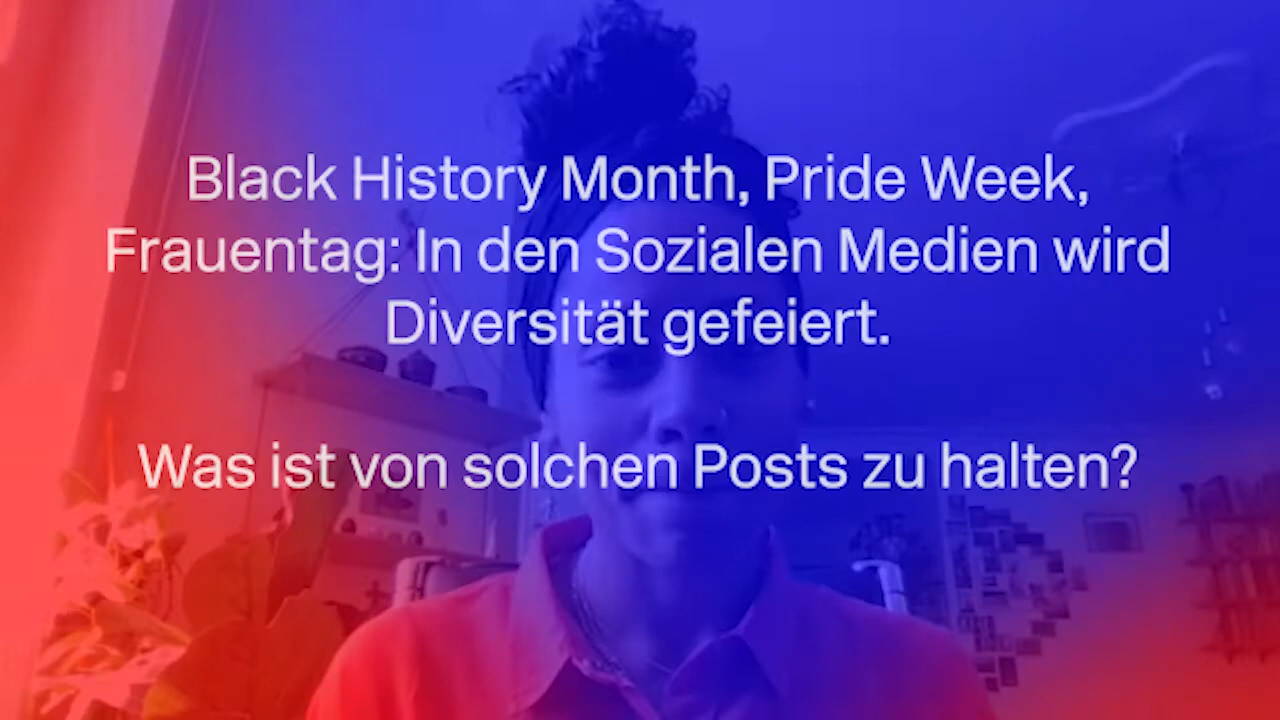 Black History Month, Pride Week,
Frauentag: In den Sozialen Medien wird
Diversität gefeiert.
Was ist von solchen Posts zu halten?